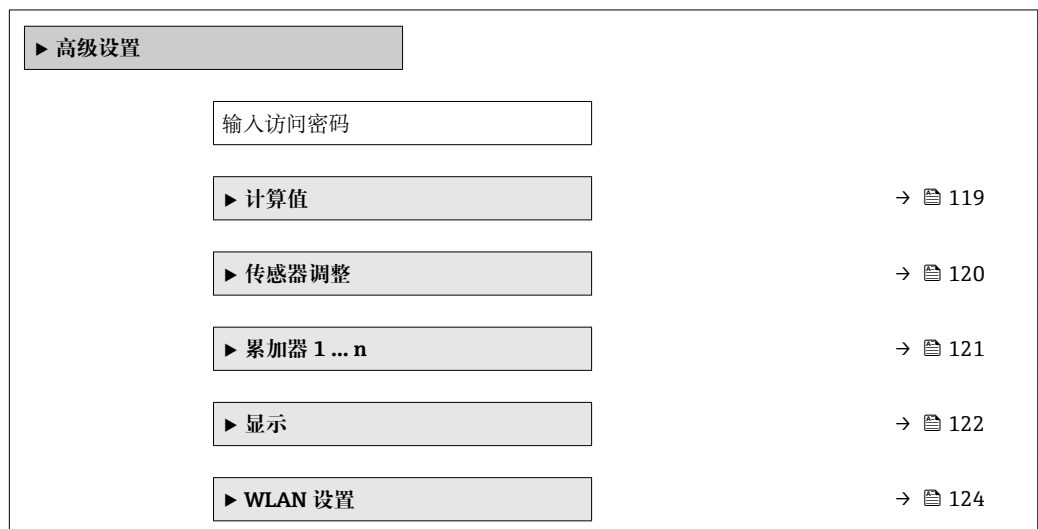 ▶ 高级设置
输入访问密码
▶ 计算值 → 119
▶ 传感器调整 → 120
▶ 累加器 1 ... n → 121
▶ 显示 → 122
▶ WLAN 设置 → 124